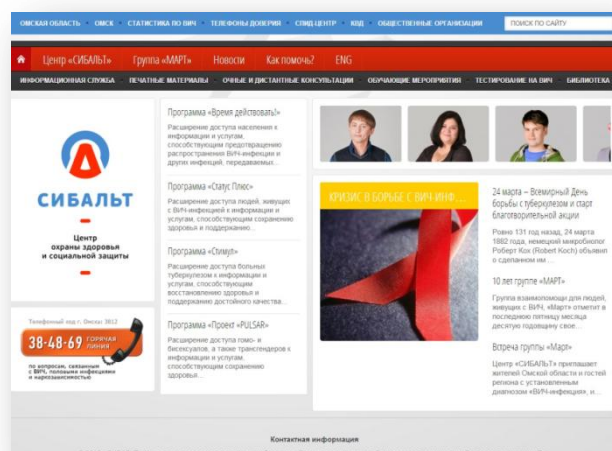 ОМСКАЯ ОБЛАСТЬ ОМСК СТАТИСТИКА ПО ВИЧ ТЕЛЕФОНЫ ДОВЕРИЯ СПИД ЦЕНТР КВД ОБЩЕСТВЕННЫЕ ОРГАНИЗАЦИИ ПОИСК ПО САЙТУ
Центр «СИБАЛЬТ» Группа «МАРТ» Новости Как помочь? ENG
ИНФОРМАЦИОННАЯ СЛУЖБА ПЕЧАТНЫЕ МАТЕРИАЛЫ ОЧНЫЕ И ДИСТАНТНЫЕ КОНСУЛЬТАЦИИ ОБУЧАЮЩИЕ МЕРОПРИЯТИЯ ТЕСТИРОВАНИЕ НА ВИЧ БИБЛИОТЕКА
СИБАЛЬТ
Центр
охраны здоровья
и социальной защиты
Телефонный код г. Омска: 3812
38-48-69 ГОРЯЧАЯ
ЛИНИЯ
по вопросам, связанным
с ВИЧ, половыми инфекциями
и наркозависимостью
Программа «Время действовать!»
Расширение доступа населения к
информации и услугам,
способствующим предотвращению
распространения ВИЧ-инфекции и
других инфекций, передаваемых...
Программа «Статус Плюс»
Расширение доступа людей, живущих
с ВИЧ-инфекцией к информации и
услугам, способствующим сохранению
здоровья и поддержанию...
Программа «Стимул»
Расширение доступа больных
туберкулезом к информации и
услугам, способствующим
восстановлению здоровья и
поддержанию достойного качества...
Программа «Проект «PULSAR»
Расширение доступа гомо- и
бисексуалов, а также трансгендеров к
информации и услугам,
способствующим сохранению
здоровья...
КРИЗИС В БОРЬБЕ С ВИЧ-ИНФ...
24 марта – Всемирный День
борьбы с туберкулезом и старт
благотворительной акции
Ровно 131 год назад, 24 марта
1882 года, немецкий микробиолог
Роберт Кох (Robert Koch) объявил
о сделанном им...
10 лет группе «МАРТ»
Группа взаимопомощи для людей,
живущих с ВИЧ, «Март» отметит в
последнюю пятницу месяца
десятую годовщину свое...
Встреча группы «Март»
Центр «СИБАЛЬТ» приглашает
жителей Омской области и гостей
региона с установленным
диагнозом «ВИЧ-инфекция», и...
Контактная информация